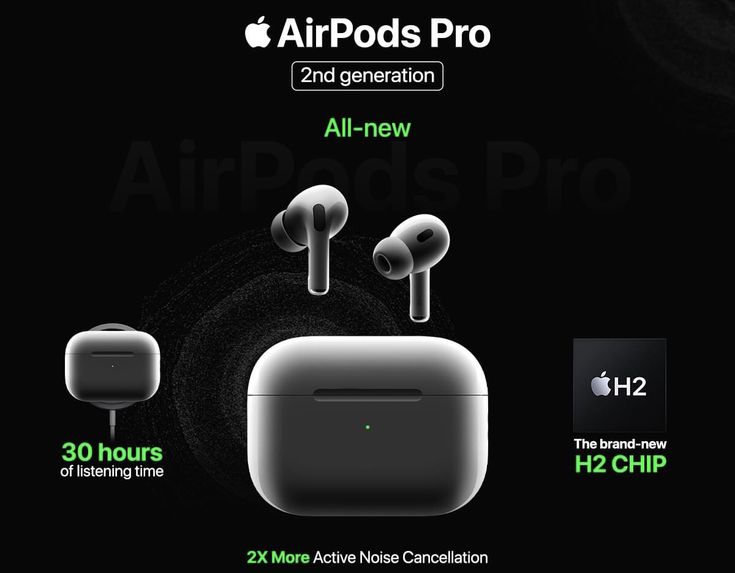 AirPods Pro
2nd generation
All-new
AirPods Pro
30 hours
of listening time
H2
The brand-new
H2 CHIP
2X More Active Noise Cancellation